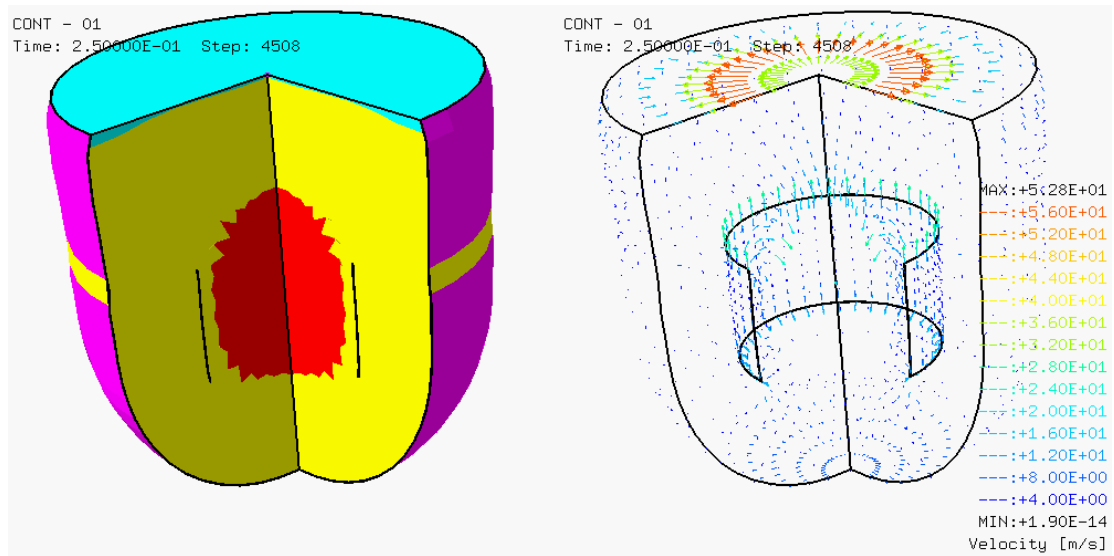 CONT - 01
Time: 2.50000E-01 Step: 4508
CONT - 01
Time: 2.50000E-01 Step: 4508
MAX:+5.28E+01
---:+5.60E+01
---:+5.20E+01
---:+4.80E+01
---:+4.40E+01
---:+4.00E+01
---:+3.60E+01
---:+3.20E+01
---:+2.80E+01
---:+2.40E+01
---:+2.00E+01
---:+1.60E+01
---:+1.20E+01
---:+8.00E+00
---:+4.00E+00
MIN:+1.90E-14
Velocity [m/s]